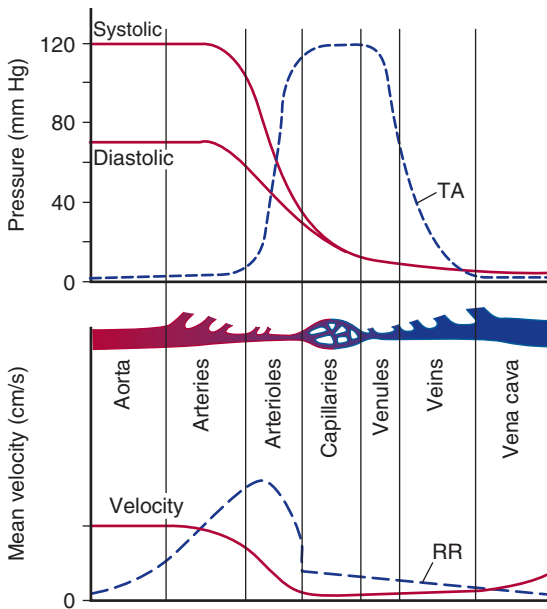 Systolic
120
80
Diastolic
40
0
Pressure (mm Hg)
TA
Aorta
Arteries
Arterioles
Capillaries
Venules
Veins
Vena cava
Mean velocity (cm/s)
Velocity
RR
0